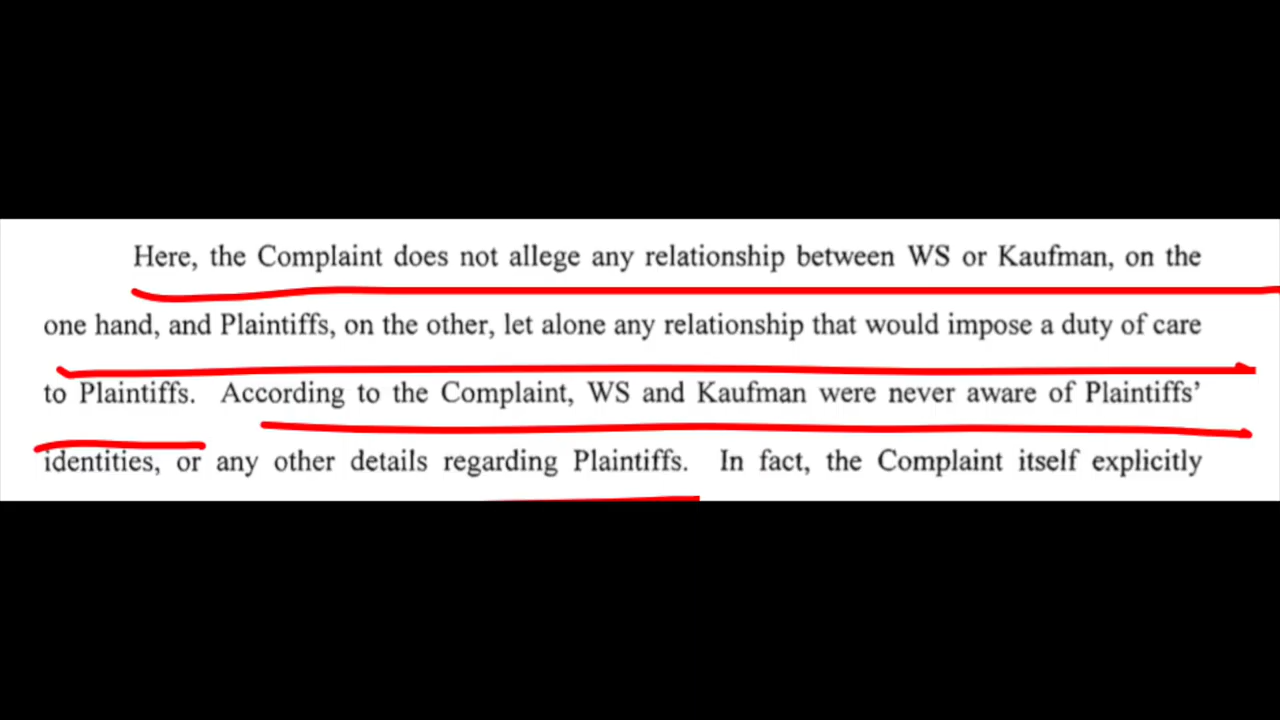 Here, the Complaint does not allege any relationship between WS or Kaufman, on the
one hand, and Plaintiffs, on the other, let alone any relationship that would impose a duty of care
to Plaintiffs. According to the Complaint, WS and Kaufman were never aware of Plaintiffs’
identities, or any other details regarding Plaintiffs. In fact, the Complaint itself explicitly